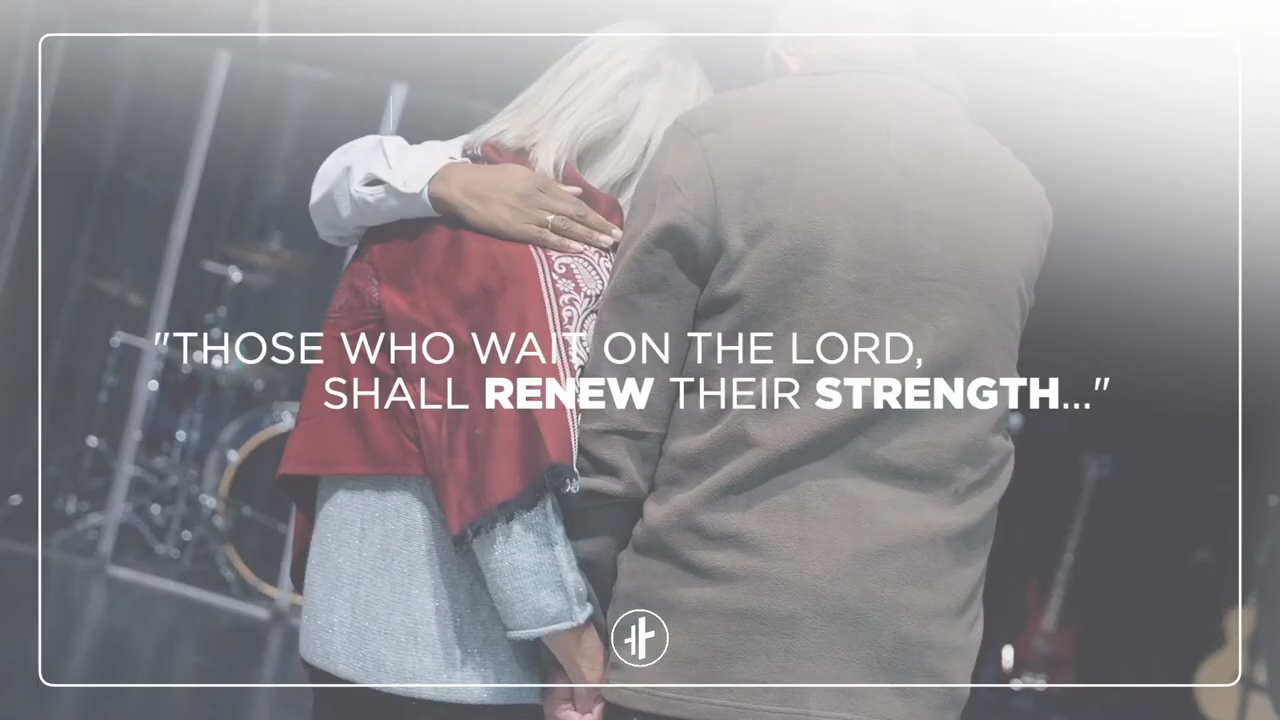 "THOSE WHO WAIT ON THE LORD,
SHALL RENEW THEIR STRENGTH..."